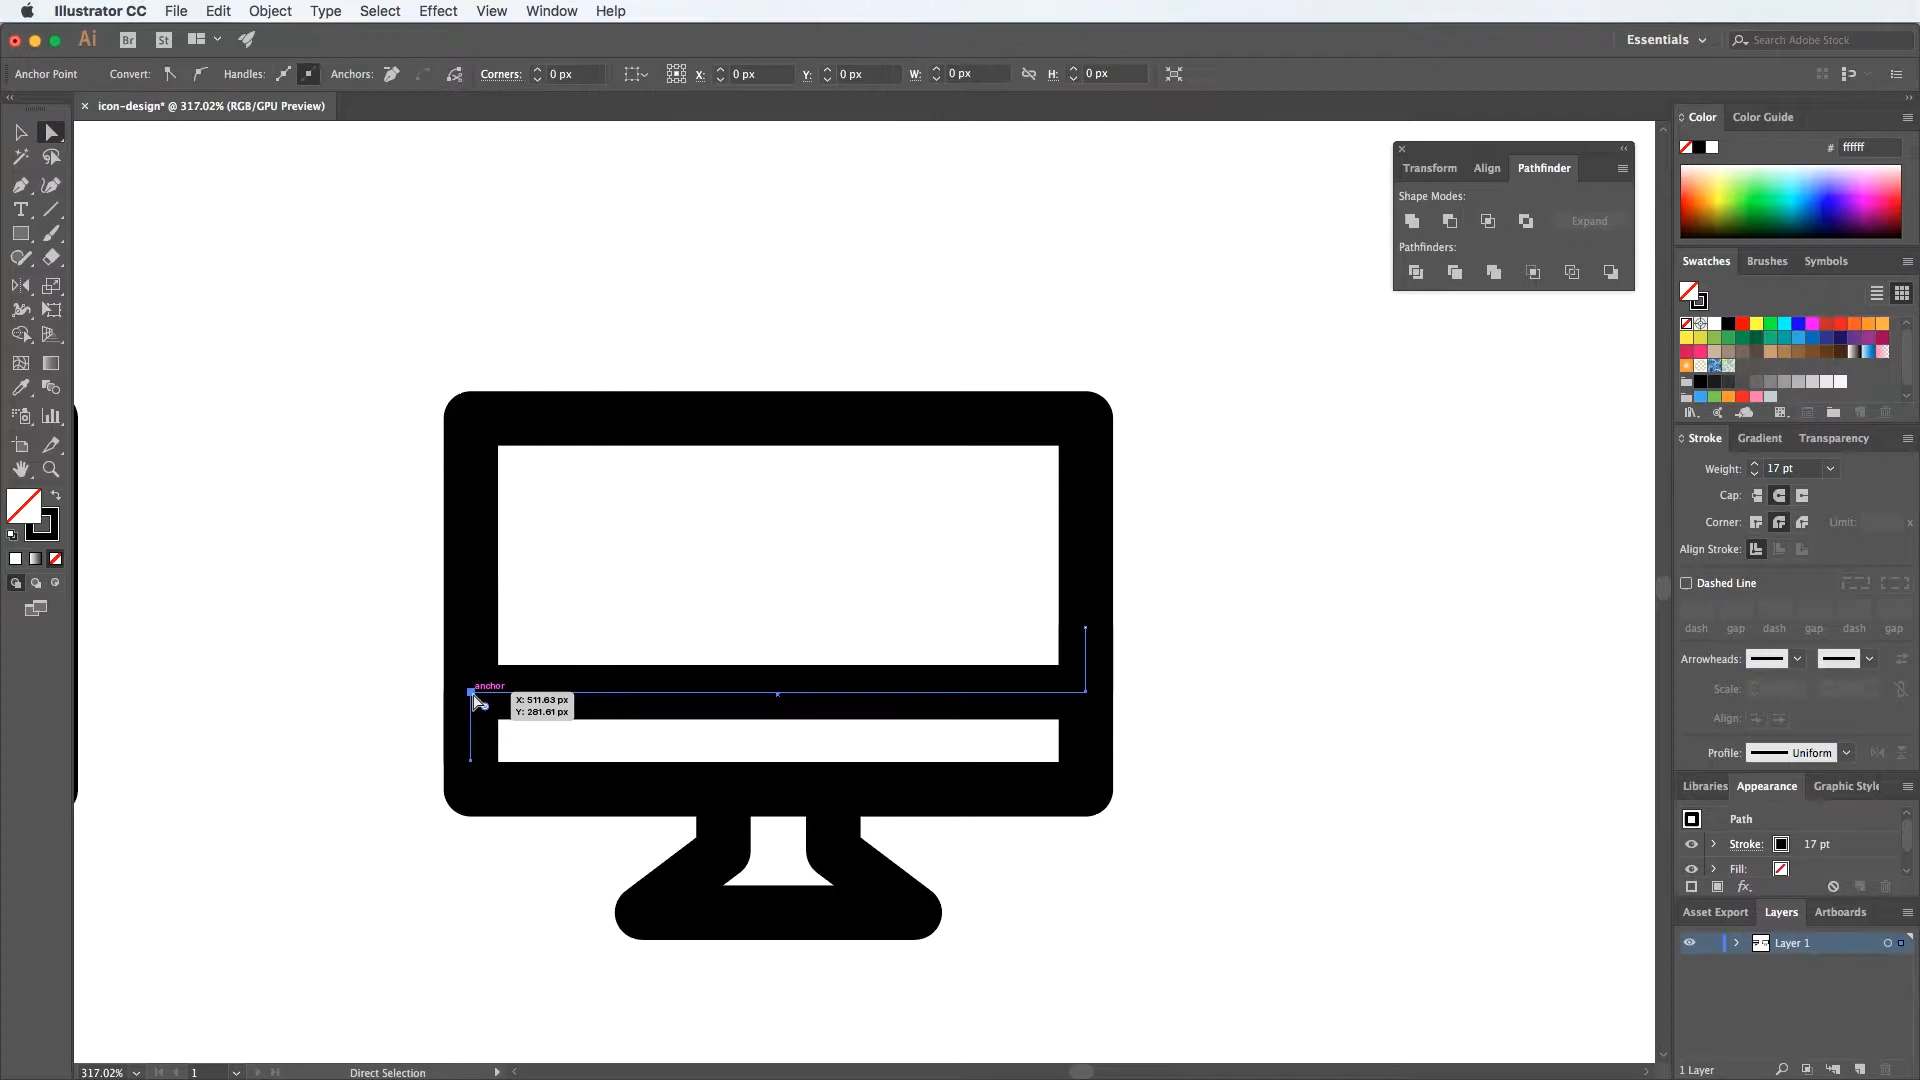 Illustrator CC File Edit Object Type Select Effect View Window Help
Ai Br St Essentials Search Adobe Stock
Anchor Point Convert: Handles: Anchors: Corners: 0 px X: 0 px Y: 0 px W: 0 px H: 0 px
× icon-design* @ 317.02% (RGB/GPU Preview)
Color Color Guide
# ffffff
Transform Align Pathfinder
Shape Modes:
Expand
Pathfinders:
Swatches Brushes Symbols
Stroke Gradient Transparency
Weight: 17 pt
Cap:
Corner: Limit: x
Align Stroke:
Dashed Line
dash gap dash gap dash gap
Arrowheads:
Scale:
Align:
Profile: Uniform
anchor
X: 511.63 px
Y: 281.61 px
Libraries Appearance Graphic Style
Path
Stroke: 17 pt
Fill:
fx
Asset Export Layers Artboards
Layer 1
317.02% 1 Direct Selection
1 Layer